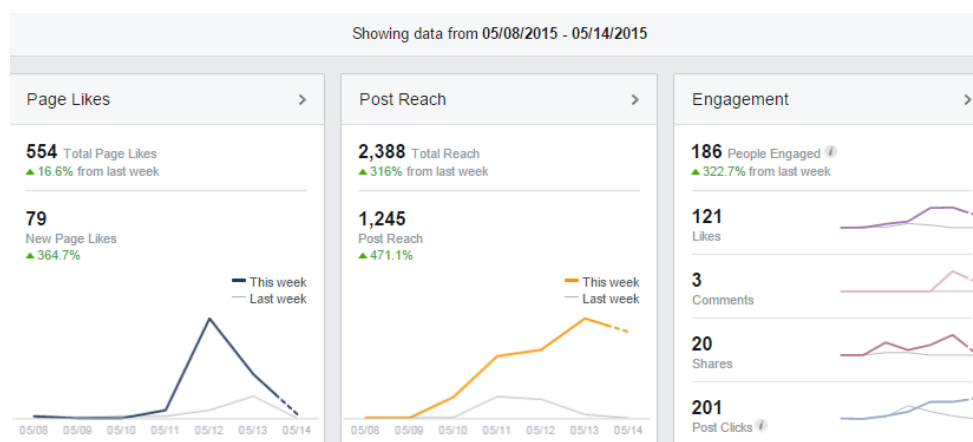 Showing data from 05/08/2015 - 05/14/2015
Page Likes
554 Total Page Likes
16.6% from last week
79
New Page Likes
364.7%
This week
Last week
05/08 05/09 05/10 05/11 05/12 05/13 05/14
Post Reach
2,388 Total Reach
316% from last week
1,245
Post Reach
471.1%
This week
Last week
05/08 05/09 05/10 05/11 05/12 05/13 05/14
Engagement
186 People Engaged i
322.7% from last week
121
Likes
3
Comments
20
Shares
201
Post Clicks i